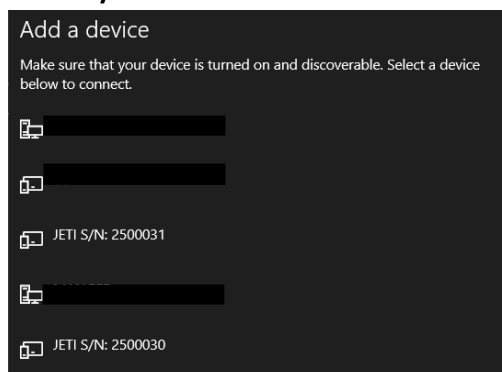 Add a device
Make sure that your device is turned on and discoverable. Select a device
below to connect.
JETI S/N: 2500031
JETI S/N: 2500030